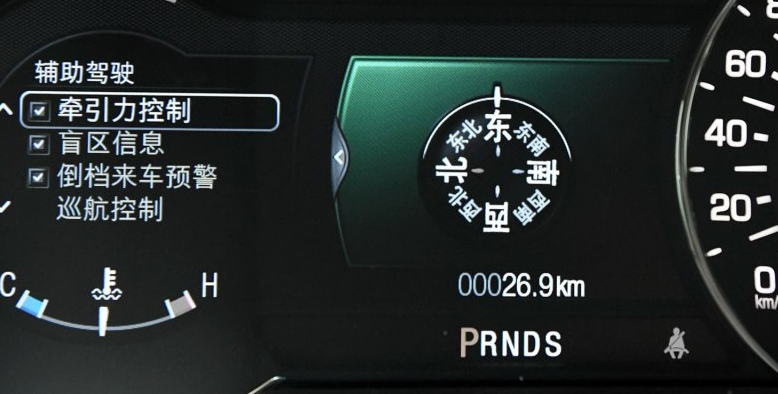 辅助驾驶
牵引力控制
盲区信息
倒档来车预警
巡航控制
C
H
东
东南
南
西南
西
西北
北
东北
00026.9km
PRNDS
60
40
20
0
km/